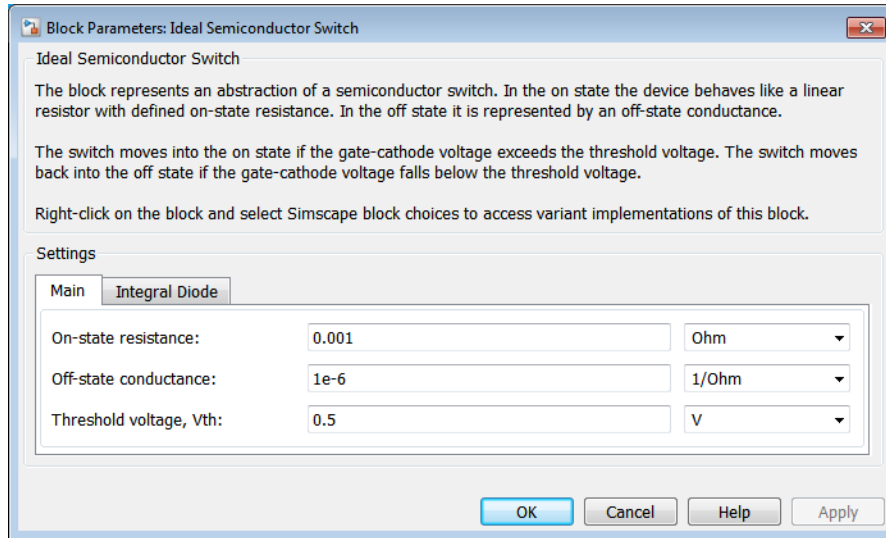 Block Parameters: Ideal Semiconductor Switch
Ideal Semiconductor Switch
The block represents an abstraction of a semiconductor switch. In the on state the device behaves like a linear
resistor with defined on-state resistance. In the off state it is represented by an off-state conductance.
The switch moves into the on state if the gate-cathode voltage exceeds the threshold voltage. The switch moves
back into the off state if the gate-cathode voltage falls below the threshold voltage.
Right-click on the block and select Simscape block choices to access variant implementations of this block.
Settings
Main Integral Diode
On-state resistance: 0.001 Ohm
Off-state conductance: 1e-6 1/Ohm
Threshold voltage, Vth: 0.5 V
OK Cancel Help Apply